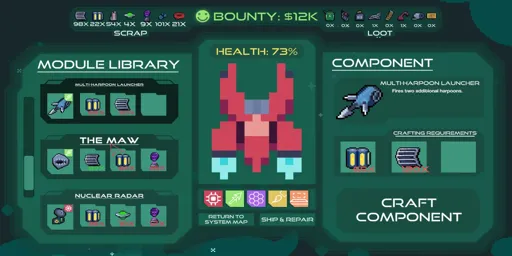 98X 22X 54X 4X 9X 101X 21X
SCRAP
BOUNTY: $12K
0X 0X 0X 0X 1X 0X 0X
LOOT
HEALTH: 73%
MODULE LIBRARY
MULTI-HARPOON LAUNCHER
THE MAW
NUCLEAR RADAR
RETURN TO
SYSTEM MAP
SHIP & REPAIR
COMPONENT
MULTI-HARPOON LAUNCHER
Fires two additional harpoons.
CRAFTING REQUIREMENTS
CRAFT
COMPONENT